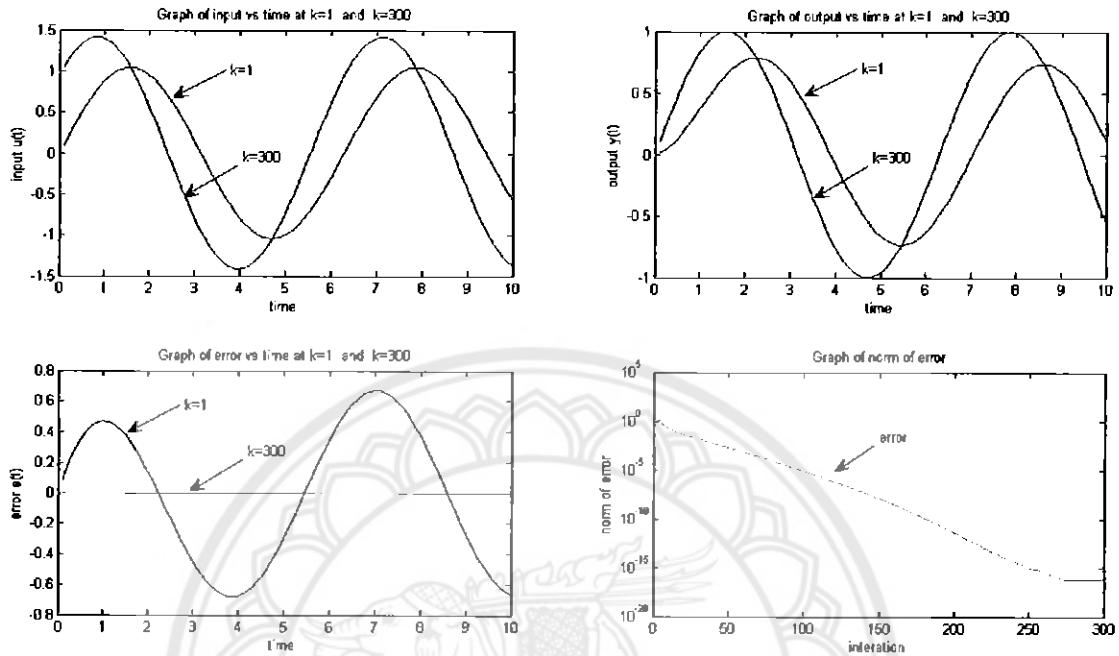 Graph of input vs time at k=1 and k=300
1.5
1
0.5
0
-0.5
-1
-1.5
input u(t)
k=1
k=300
0 1 2 3 4 5 6 7 8 9 10
time
Graph of output vs time at k=1 and k=300
1
0.5
0
-0.5
-1
output y(t)
k=1
k=300
0 1 2 3 4 5 6 7 8 9 10
time
Graph of error vs time at k=1 and k=300
0.8
0.6
0.4
0.2
0
-0.2
-0.4
-0.6
-0.8
error e(t)
k=1
k=300
0 1 2 3 4 5 6 7 8 9 10
time
Graph of norm of error
10^5
10^0
10^-5
10^-10
10^-15
10^-20
norm of error
error
0 50 100 150 200 250 300
interation